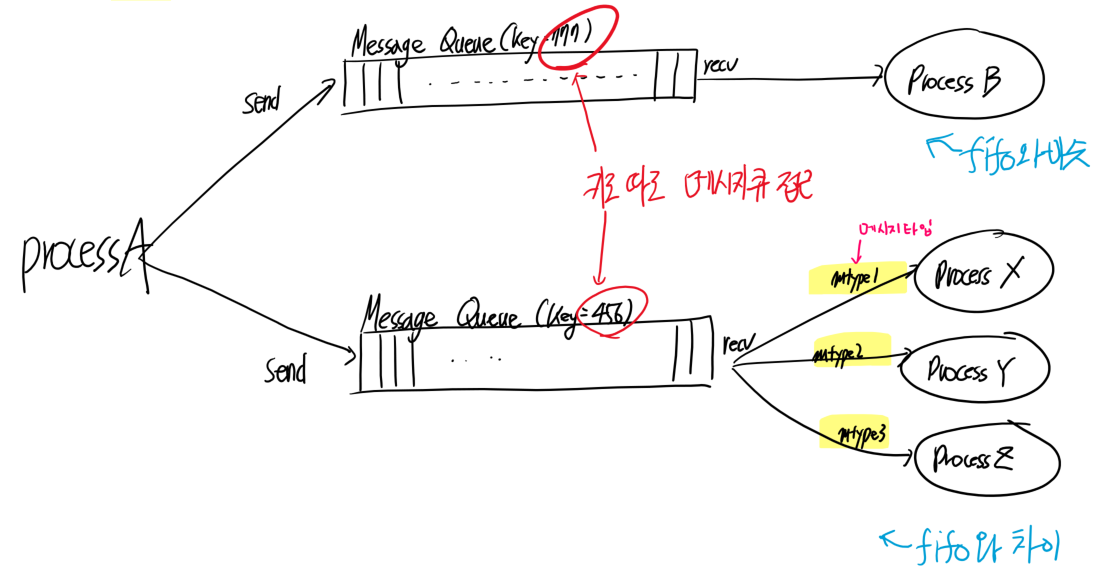 Message Queue (key=777)
send
recv
Process B
←fifo와 비슷
키로 따로 메시지큐 접근
process A
메시지타입
mtype1
Process X
Message Queue (key=456)
recv
Send
mtype2
Process Y
mtype3
Process Z
←fifo와 차이